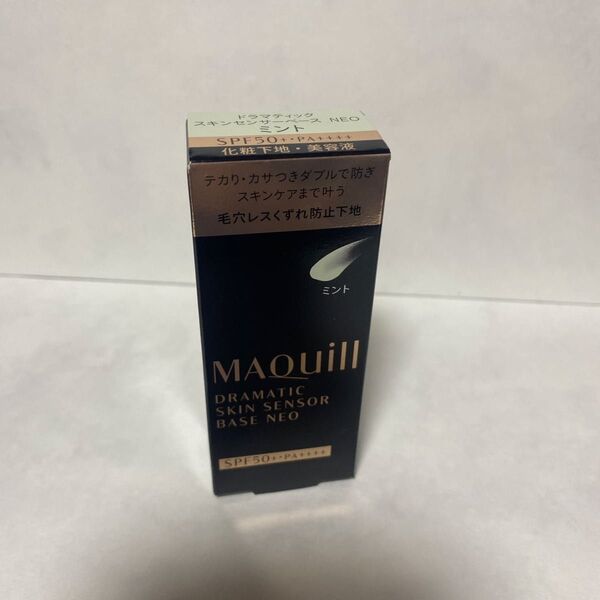 ドラマティック
スキンセンサーベース NEO
ミント
SPF50+・PA++++
化粧下地・美容液
テカり・カサつきダブルで防ぎ
スキンケアまで叶う
毛穴レスくずれ防止下地
ミント
MAQuill
DRAMATIC
SKIN SENSOR
BASE NEO
SPF50+・PA++++